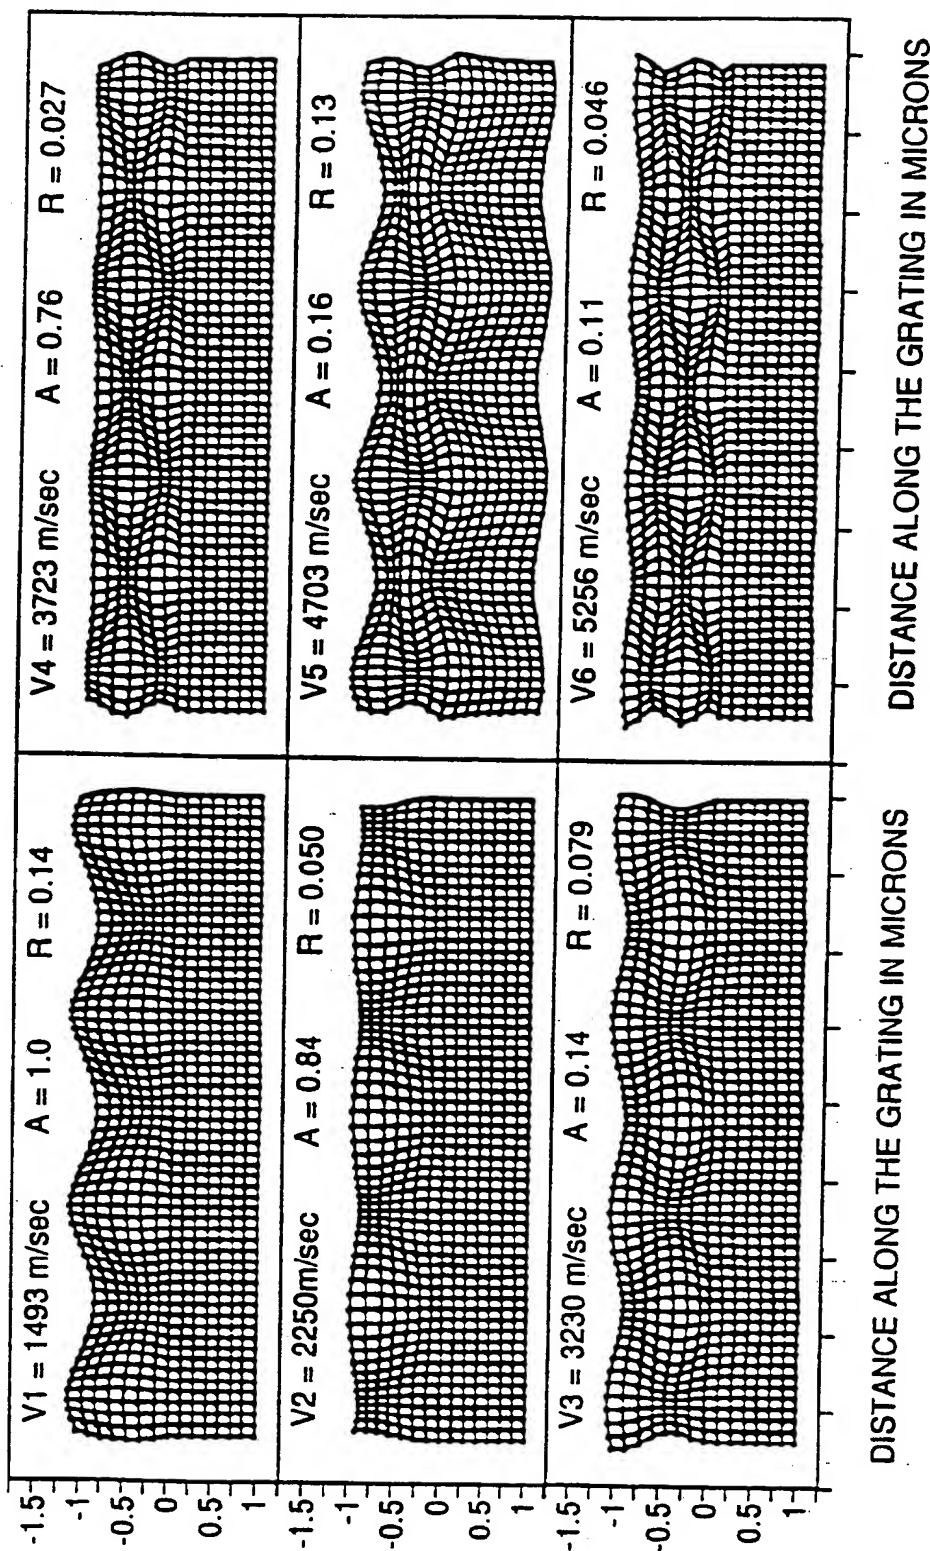 V1 = 1493 m/sec A = 1.0 R = 0.14
V4 = 3723 m/sec A = 0.76 R = 0.027
-1.5
-1
-0.5
0
0.5
1
V2 = 2250m/sec A = 0.84 R = 0.050
V5 = 4703 m/sec A = 0.16 R = 0.13
-1.5
-1
-0.5
0
0.5
1
V3 = 3230 m/sec A = 0.14 R = 0.079
V6 = 5256 m/sec A = 0.11 R = 0.046
-1.5
-1
-0.5
0
0.5
1
DISTANCE ALONG THE GRATING IN MICRONS
DISTANCE ALONG THE GRATING IN MICRONS